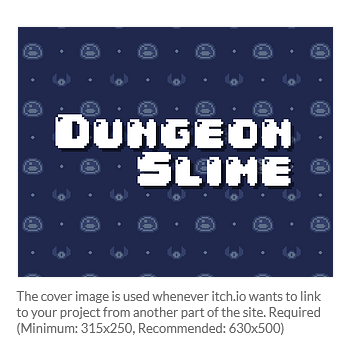 DUNGEON
SLIME
The cover image is used whenever itch.io wants to link
to your project from another part of the site. Required
(Minimum: 315x250, Recommended: 630x500)